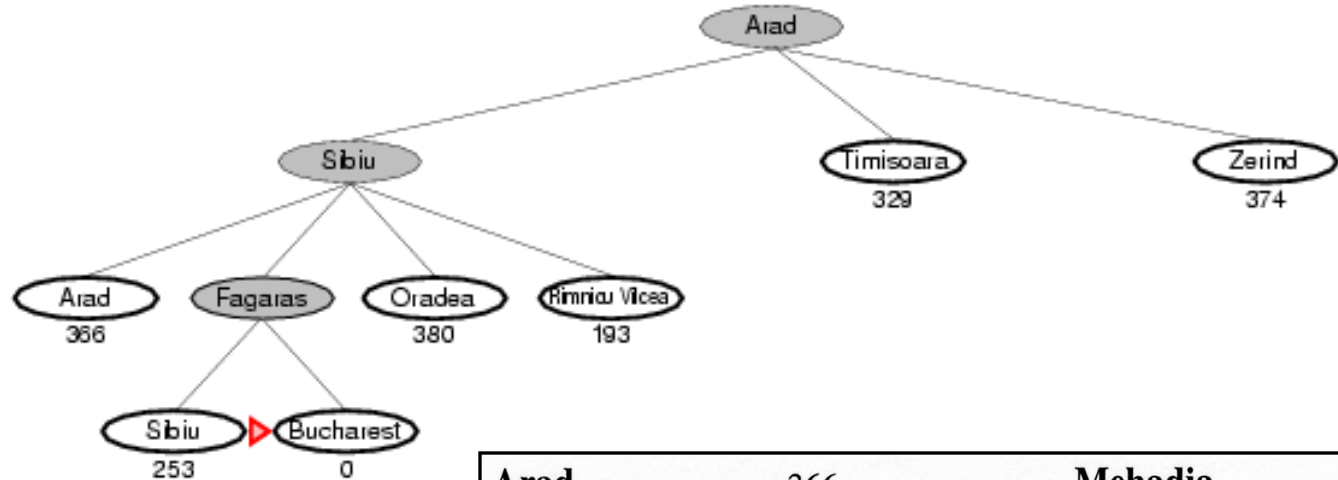 Arad
Sibiu Timisoara Zerind
329 374
Arad Fagaras Oradea Rimnicu Vilcea
366 380 193
Sibiu Bucharest
253 0
Arad 366 Mehadia